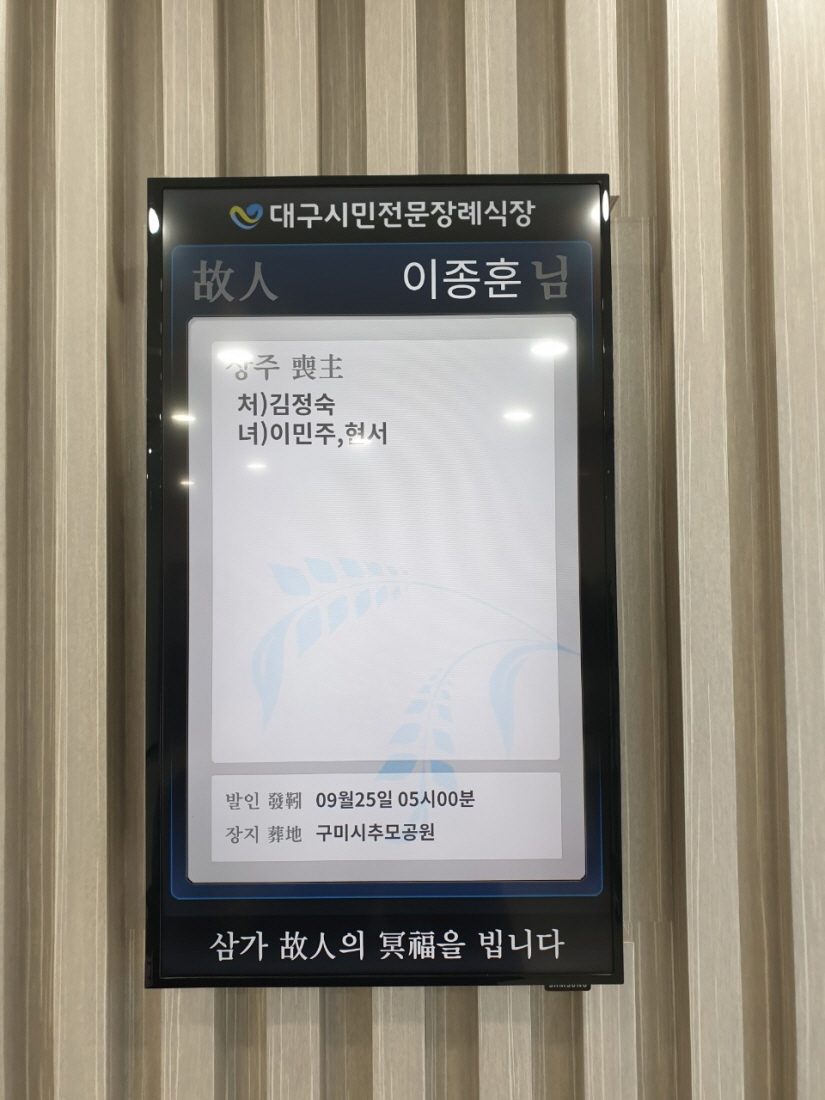 대구시민전문장례식장
故人 이종훈 님
상주 喪主
처)김정숙
녀)이민주,현서
발인 發靷 09월25일 05시00분
장지 葬地 구미시추모공원
삼가 故人의 冥福을 빕니다
SAMSUNG